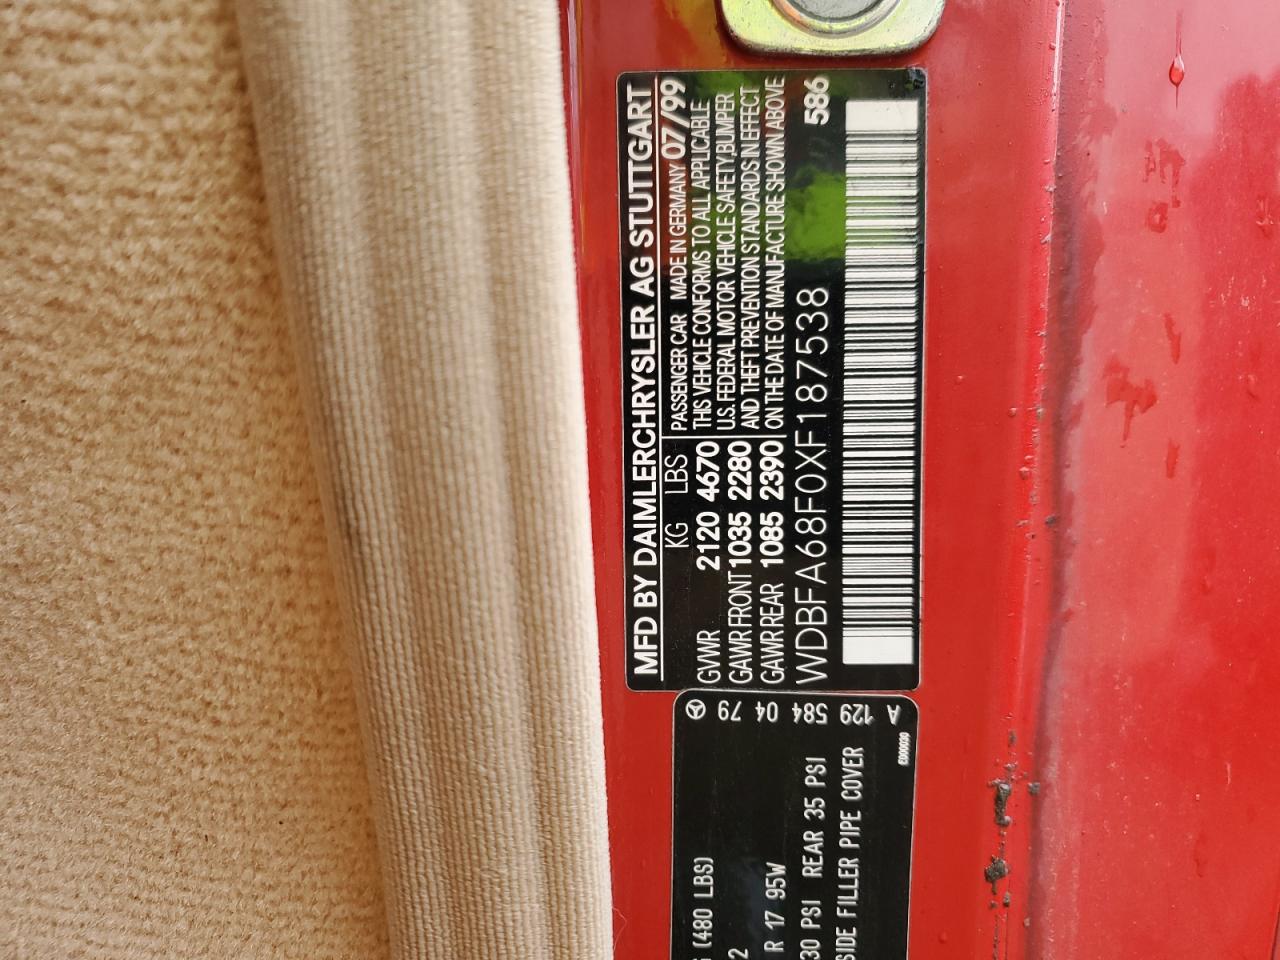 MFD BY DAIMLERCHRYSLER AG STUTTGART
KG LBS
GVWR 2120 4670
GAWR FRONT 1035 2280
GAWR REAR 1085 2390
PASSENGER CAR MADE IN GERMANY 07/99
THIS VEHICLE CONFORMS TO ALL APPLICABLE
U.S. FEDERAL MOTOR VEHICLE SAFETY,BUMPER
AND THEFT PREVENTION STANDARDS IN EFFECT
ON THE DATE OF MANUFACTURE SHOWN ABOVE
WDBFA68F0XF187538 586
A 129 584 04 79
(480 LBS)
2
R 17 95W
30 PSI REAR 35 PSI
SIDE FILLER PIPE COVER